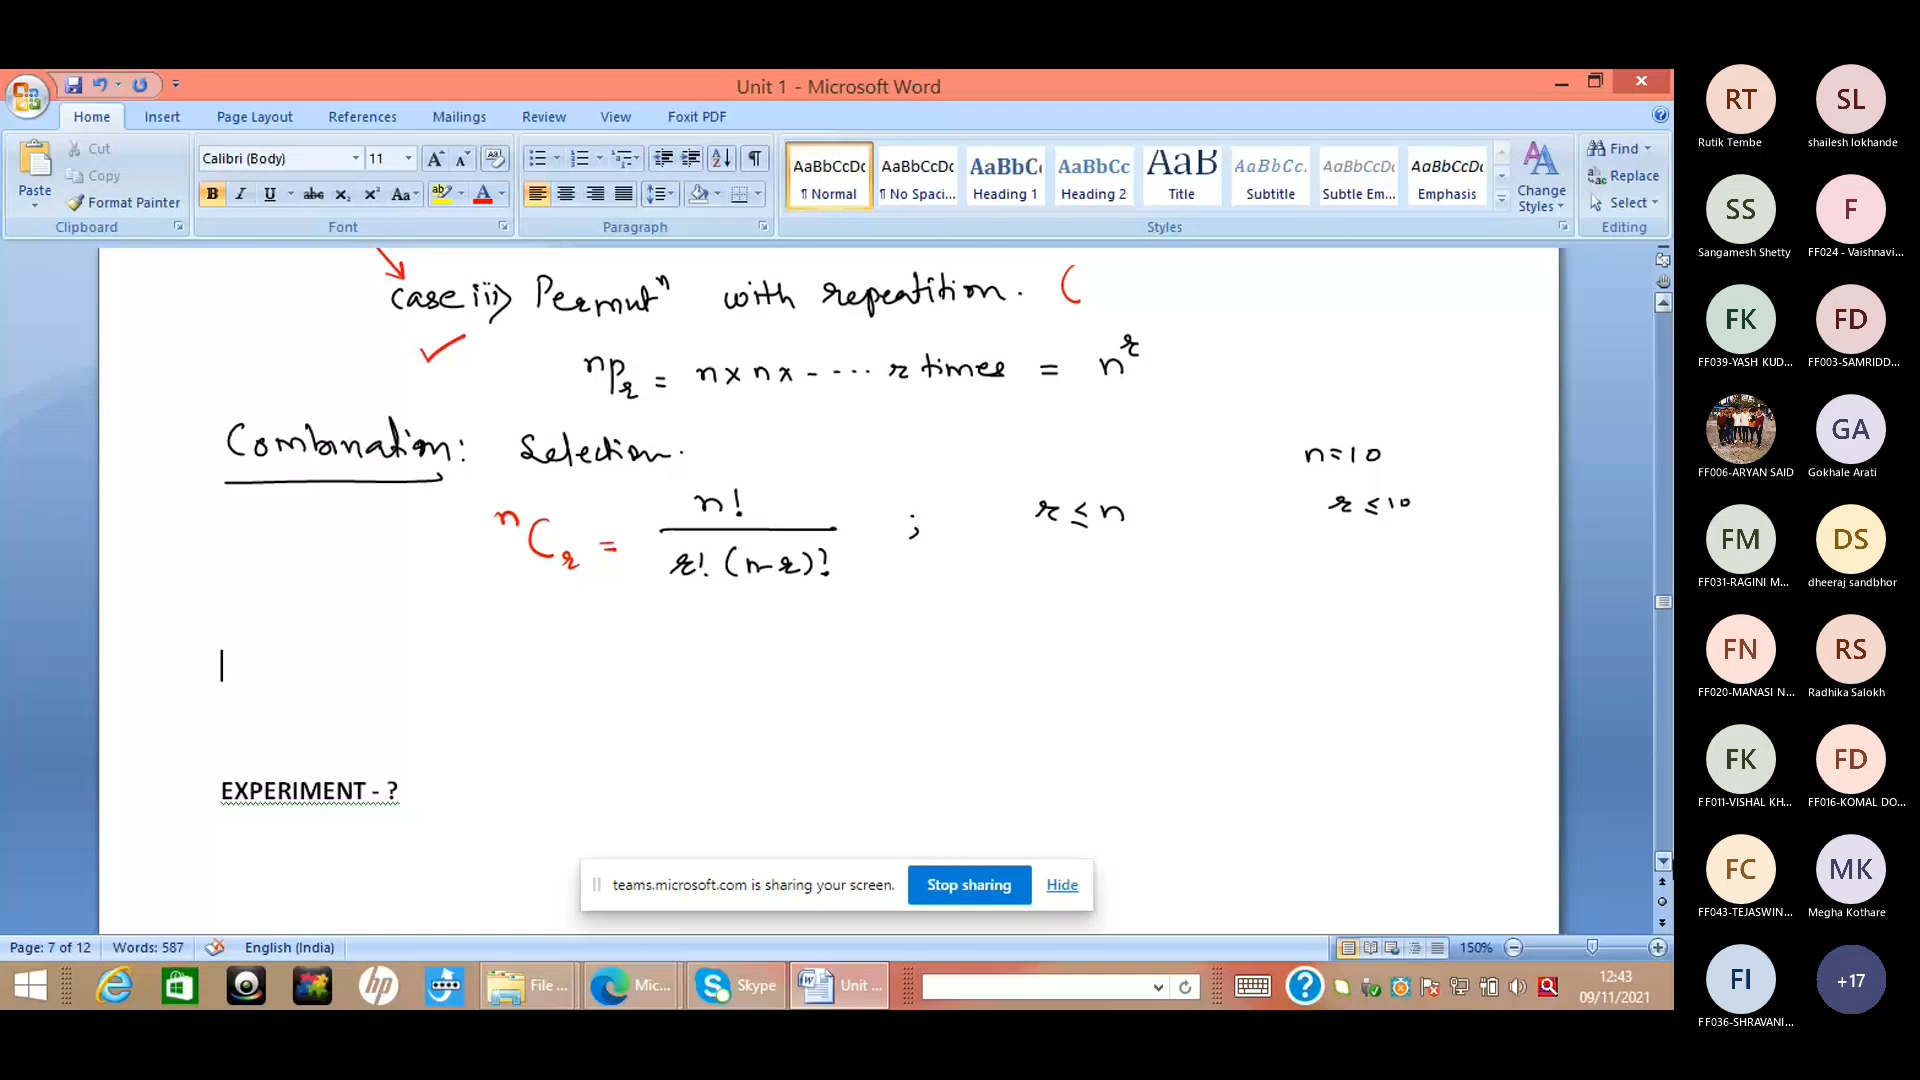 Unit 1 - Microsoft Word
Home Insert Page Layout References Mailings Review View Foxit PDF
Paste
Cut
Copy
Format Painter
Clipboard
Calibri (Body) 11
Font
Paragraph
AaBbCcDc AaBbCcDc AaBbC AaBbCc AaB AaBbCc. AaBbCcDc AaBbCcDc
¶ Normal ¶ No Spaci... Heading 1 Heading 2 Title Subtitle Subtle Em... Emphasis
Change Styles
Styles
Find
Replace
Select
Editing
case iii) Permutⁿ with repeatition. (
ⁿPᵣ = n × n × - - ... r times = nʳ
Combination: Selection.
n = 10
ⁿCᵣ = n! / r! (n-r)! ; r ≤ n
r ≤ 10
EXPERIMENT - ?
teams.microsoft.com is sharing your screen. Stop sharing Hide
Page: 7 of 12 Words: 587 English (India) 150%
File ... Mic... Skype Unit ...
12:43
09/11/2021
RT SL
Rutik Tembe shailesh lokhande
SS F
Sangamesh Shetty FF024 - Vaishnavi...
FK FD
FF039-YASH KUD... FF003-SAMRIDD...
GA
FF006-ARYAN SAID Gokhale Arati
FM DS
FF031-RAGINI M... dheeraj sandbhor
FN RS
FF020-MANASI N... Radhika Salokh
FK FD
FF011-VISHAL KH... FF016-KOMAL DO...
FC MK
FF043-TEJASWIN... Megha Kothare
FI +17
FF036-SHRAVANI...